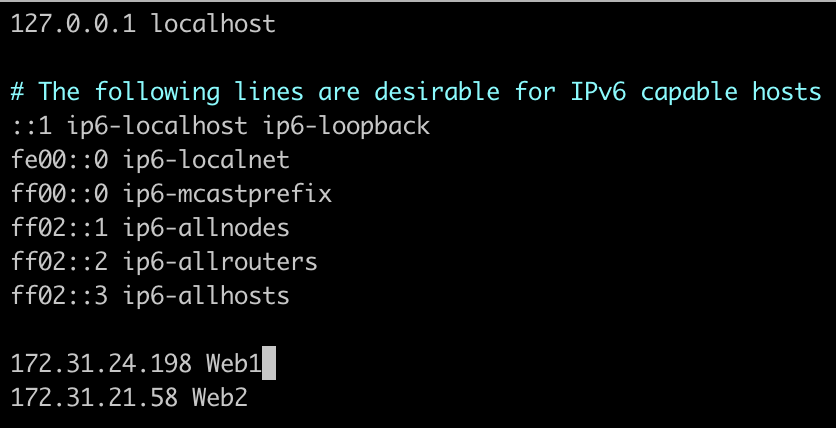 127.0.0.1 localhost
# The following lines are desirable for IPv6 capable hosts
::1 ip6-localhost ip6-loopback
fe00::0 ip6-localnet
ff00::0 ip6-mcastprefix
ff02::1 ip6-allnodes
ff02::2 ip6-allrouters
ff02::3 ip6-allhosts
172.31.24.198 Web1
172.31.21.58 Web2